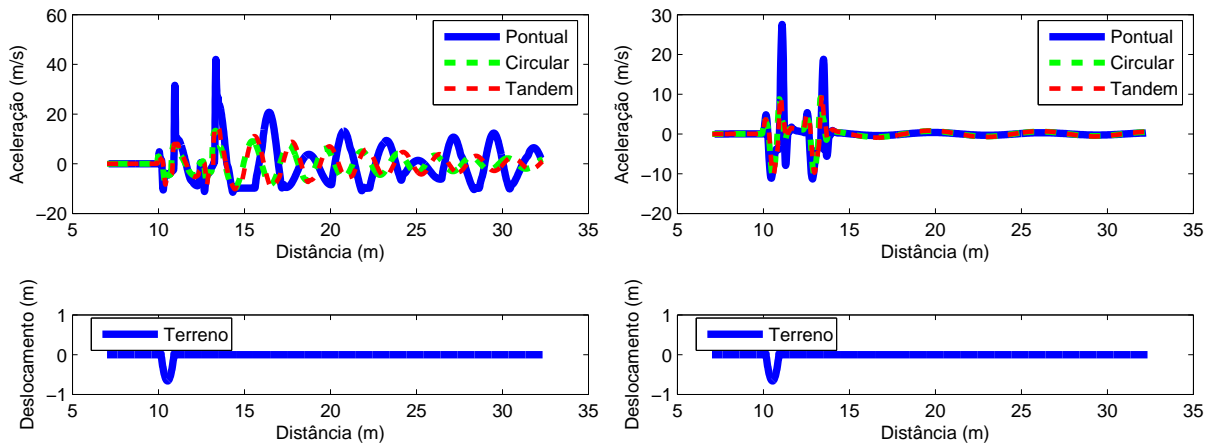 60
40
20
0
−20
Aceleração (m/s)
Pontual
Circular
Tandem
5 10 15 20 25 30 35
Distância (m)
30
20
10
0
−10
−20
Aceleração (m/s)
Pontual
Circular
Tandem
5 10 15 20 25 30 35
Distância (m)
1
0
−1
Deslocamento (m)
Terreno
5 10 15 20 25 30 35
Distância (m)
1
0
−1
Deslocamento (m)
Terreno
5 10 15 20 25 30 35
Distância (m)